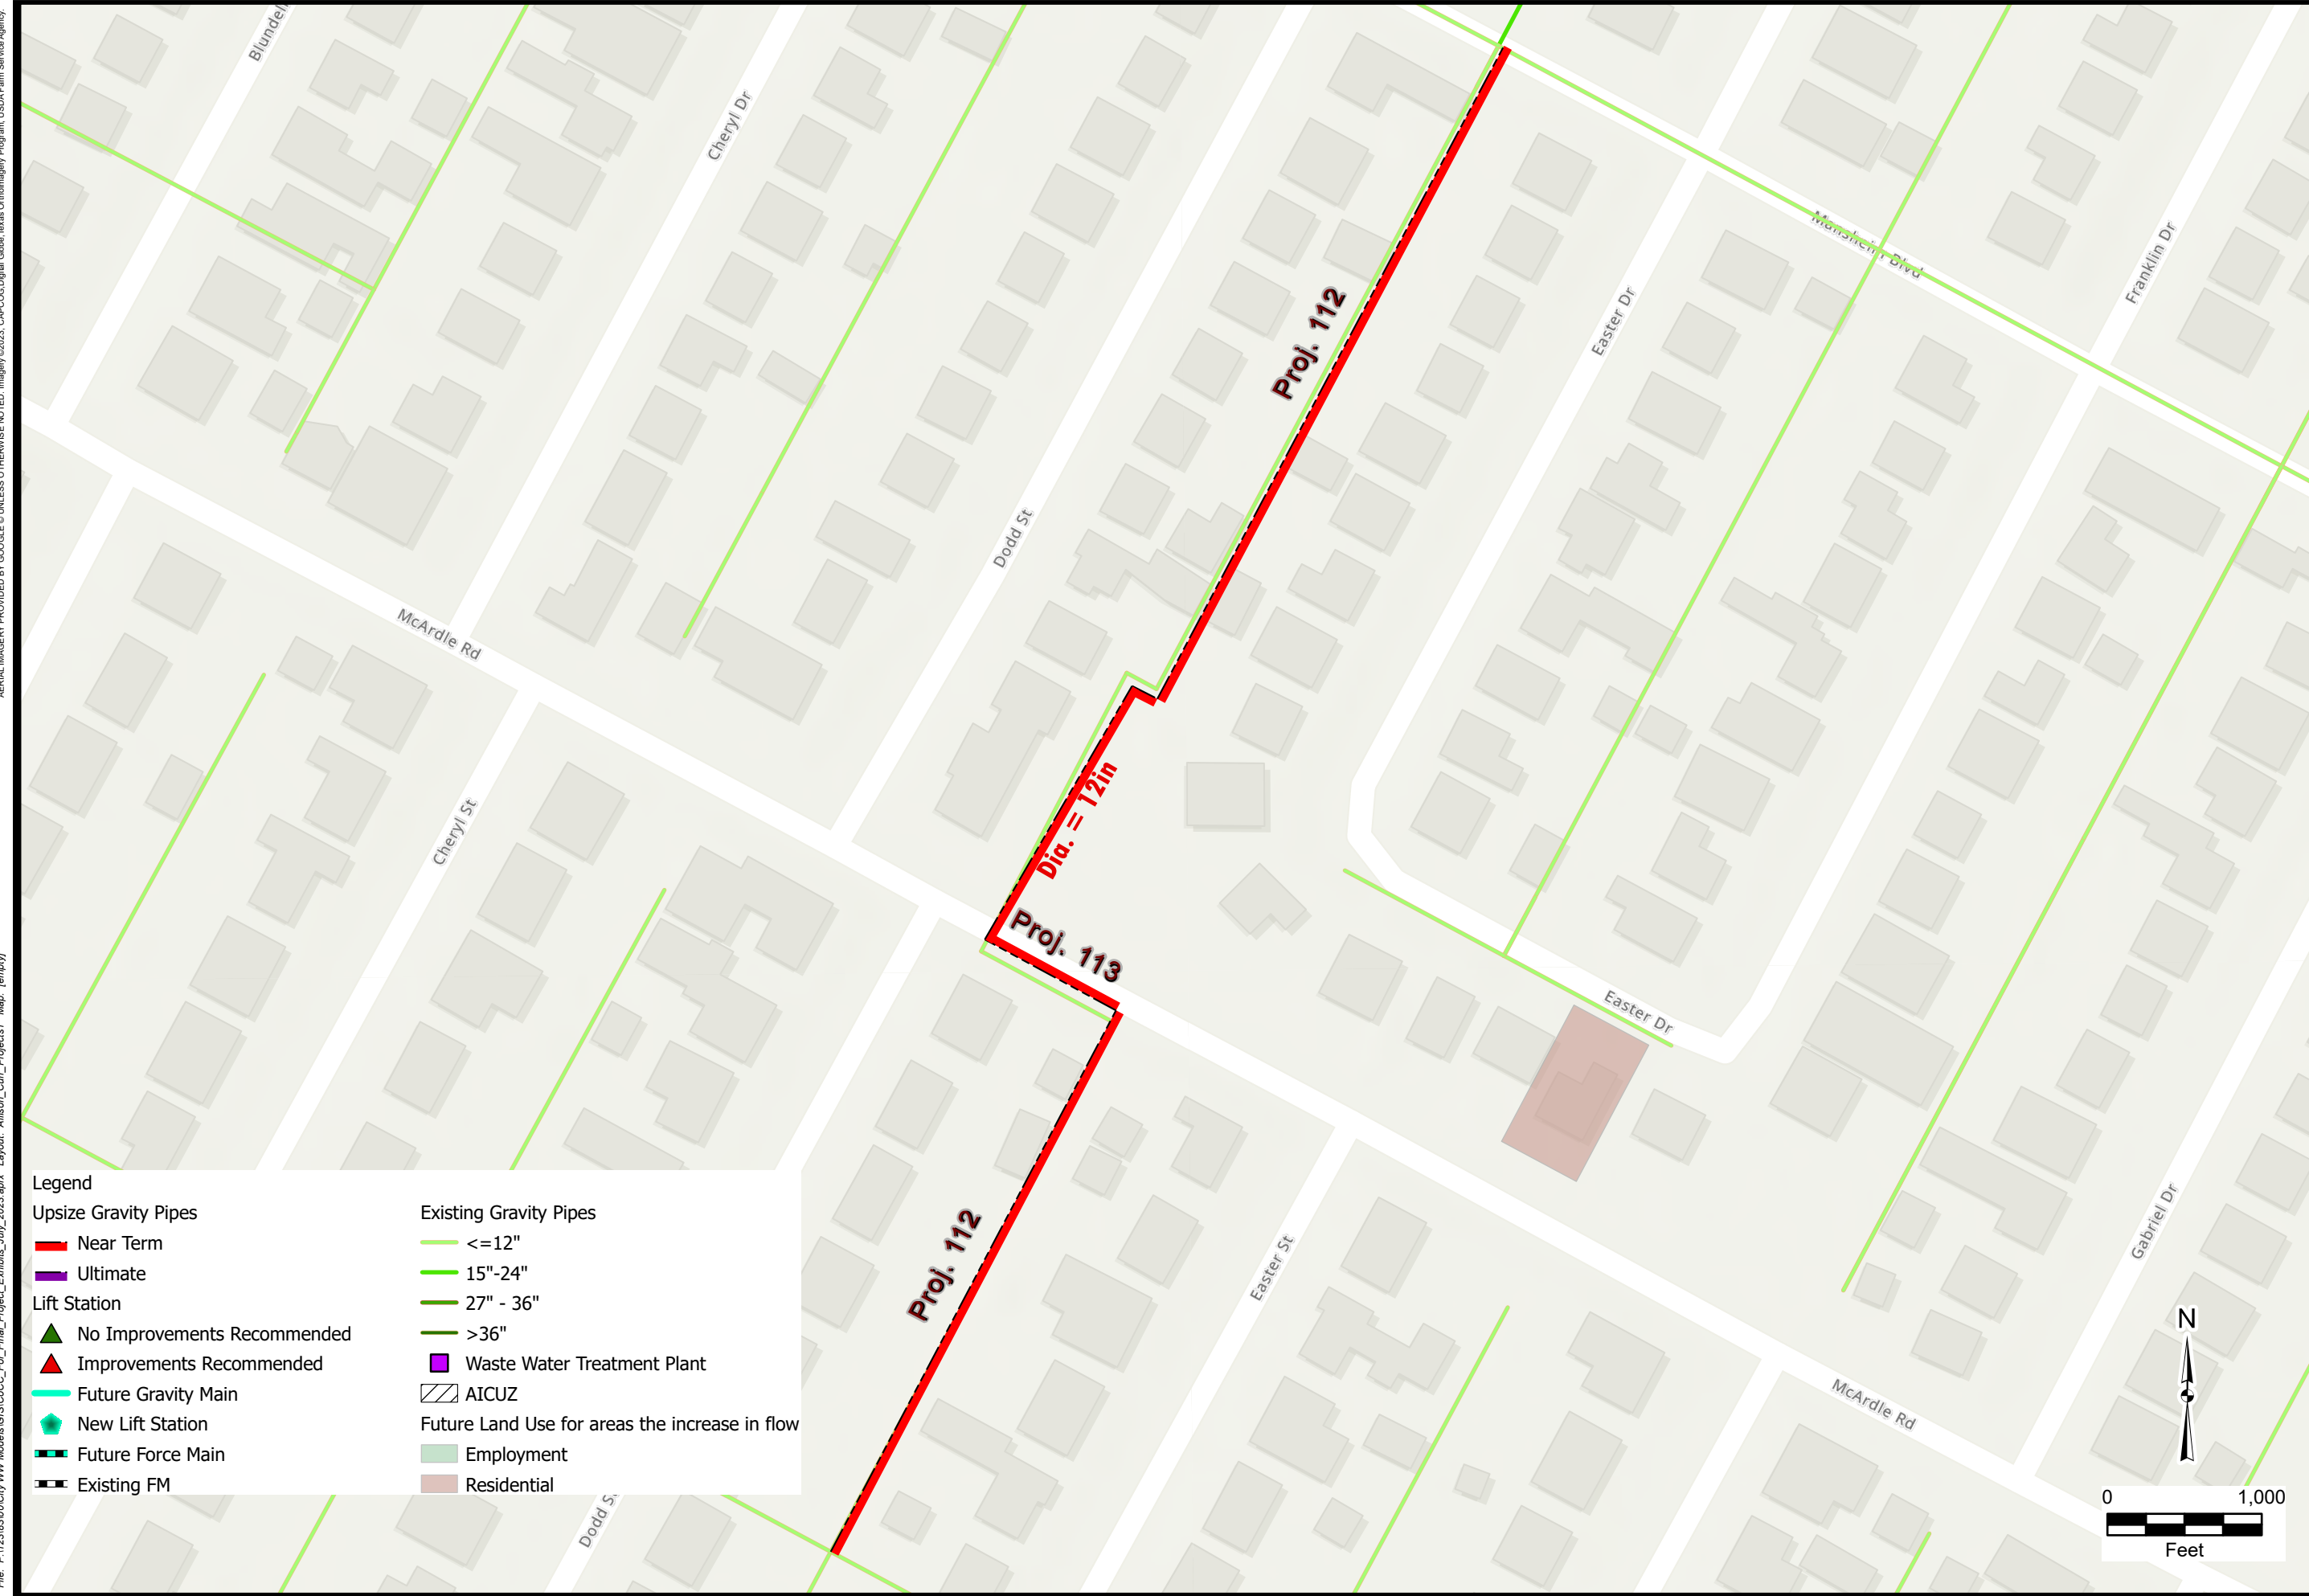 Blundell
Cheryl Dr
Mansheim Blvd
Franklin Dr
Easter Dr
Proj. 112
Dodd St
McArdle Rd
Cheryl St
Dia. = 12in
Proj. 113
Easter Dr
Proj. 112
Easter St
Gabriel Dr
McArdle Rd
Dodd St
Legend
Upsize Gravity Pipes
Near Term
Ultimate
Lift Station
No Improvements Recommended
Improvements Recommended
Future Gravity Main
New Lift Station
Future Force Main
Existing FM
Existing Gravity Pipes
<=12"
15"-24"
27" - 36"
>36"
Waste Water Treatment Plant
AICUZ
Future Land Use for areas the increase in flow
Employment
Residential
N
0 1,000
Feet